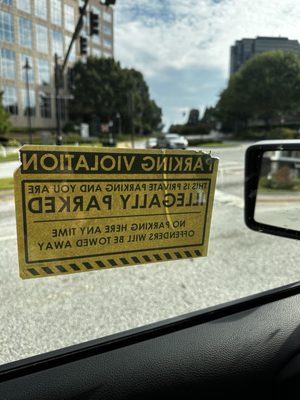 PARKING VIOLATION
THIS IS PRIVATE PARKING AND YOU ARE
ILLEGALLY PARKED
NO PARKING HERE ANY TIME
OFFENDERS WILL BE TOWED AWAY